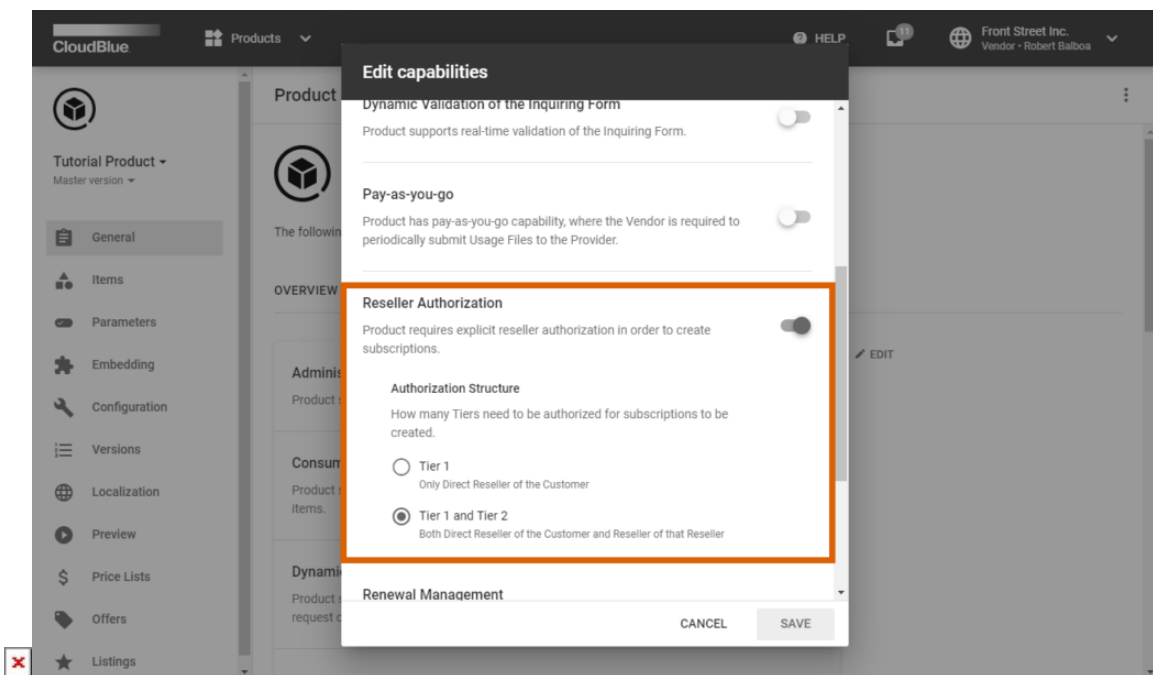 CloudBlue.
Products
HELP
11
Front Street Inc.
Vendor • Robert Balboa
Tutorial Product
Master version
General
Items
Parameters
Embedding
Configuration
Versions
Localization
Preview
Price Lists
Offers
Listings
Product
The followin
OVERVIEW
EDIT
Adminis
Product s
Consum
Product s
items.
Dynami
Product s
request c
Edit capabilities
Dynamic Validation of the Inquiring Form
Product supports real-time validation of the Inquiring Form.
Pay-as-you-go
Product has pay-as-you-go capability, where the Vendor is required to
periodically submit Usage Files to the Provider.
Reseller Authorization
Product requires explicit reseller authorization in order to create
subscriptions.
Authorization Structure
How many Tiers need to be authorized for subscriptions to be
created.
Tier 1
Only Direct Reseller of the Customer
Tier 1 and Tier 2
Both Direct Reseller of the Customer and Reseller of that Reseller
Renewal Management
CANCEL
SAVE